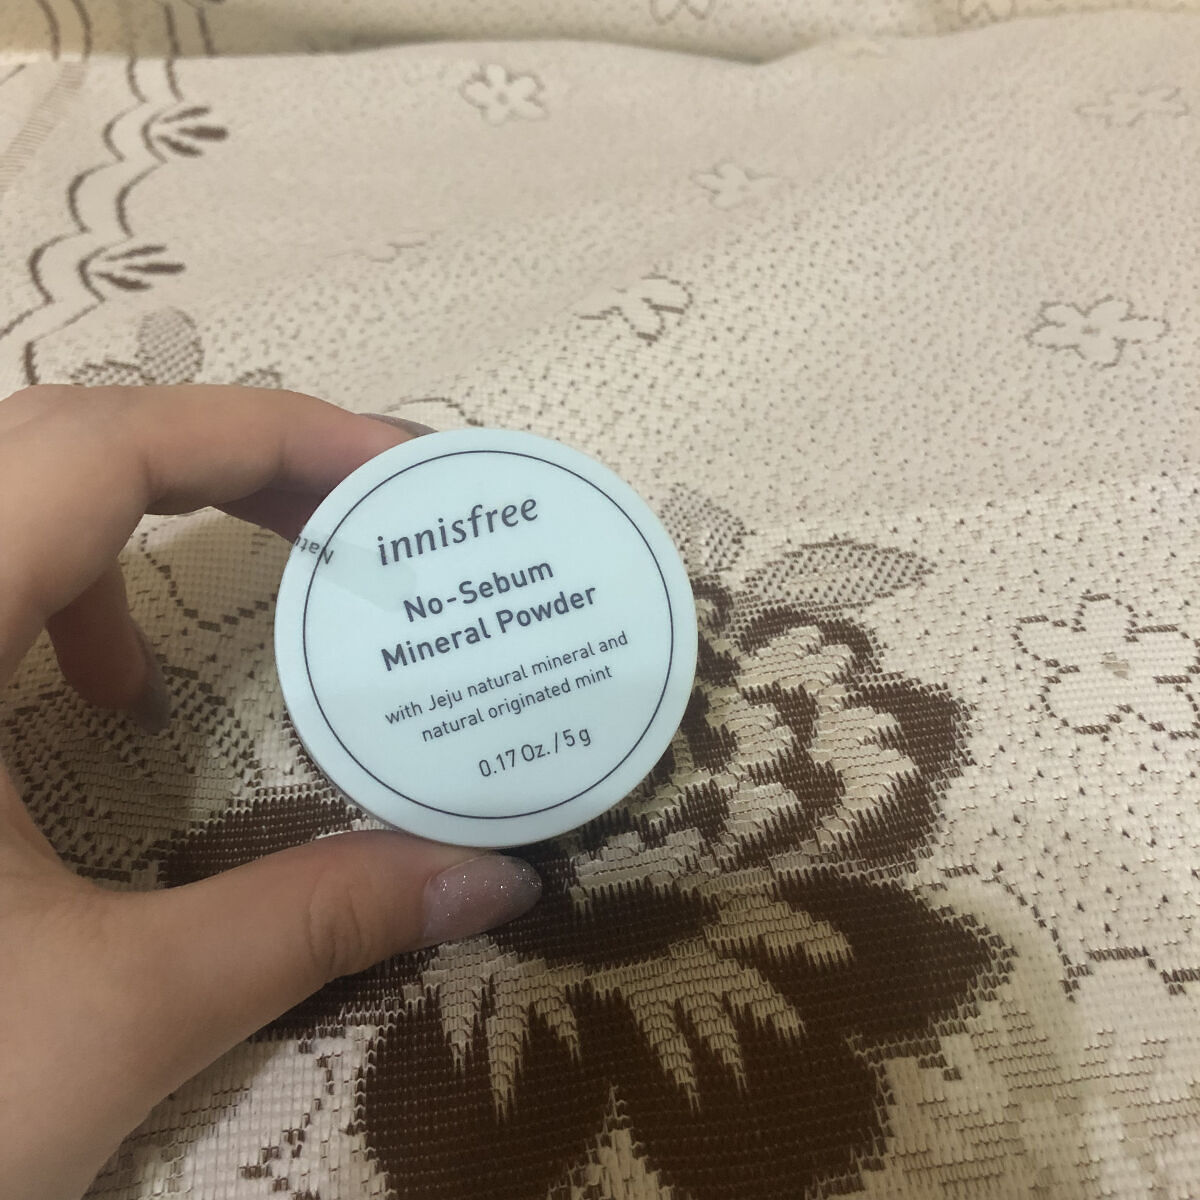 innisfree
No-Sebum
Mineral Powder
with Jeju natural mineral and
natural originated mint
0.17 Oz. / 5 g